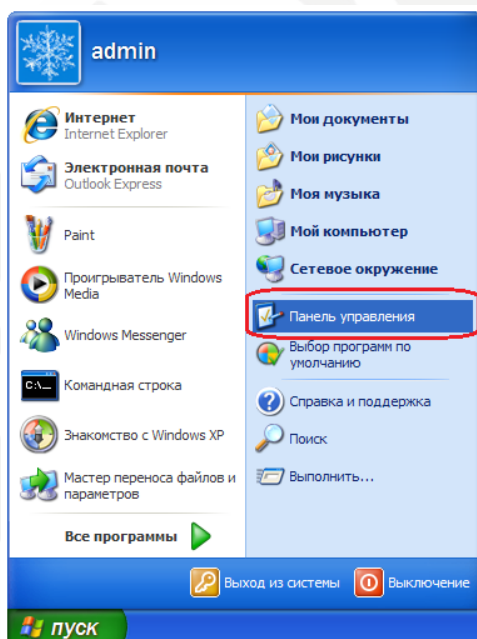 admin
Интернет
Internet Explorer
Электронная почта
Outlook Express
Paint
Проигрыватель Windows
Media
Windows Messenger
C:\_
Командная строка
Знакомство с Windows XP
Мастер переноса файлов и
параметров
Все программы
Мои документы
Мои рисунки
Моя музыка
Мой компьютер
Сетевое окружение
Панель управления
Выбор программ по
умолчанию
Справка и поддержка
Поиск
Выполнить...
Выход из системы
Выключение
пуск